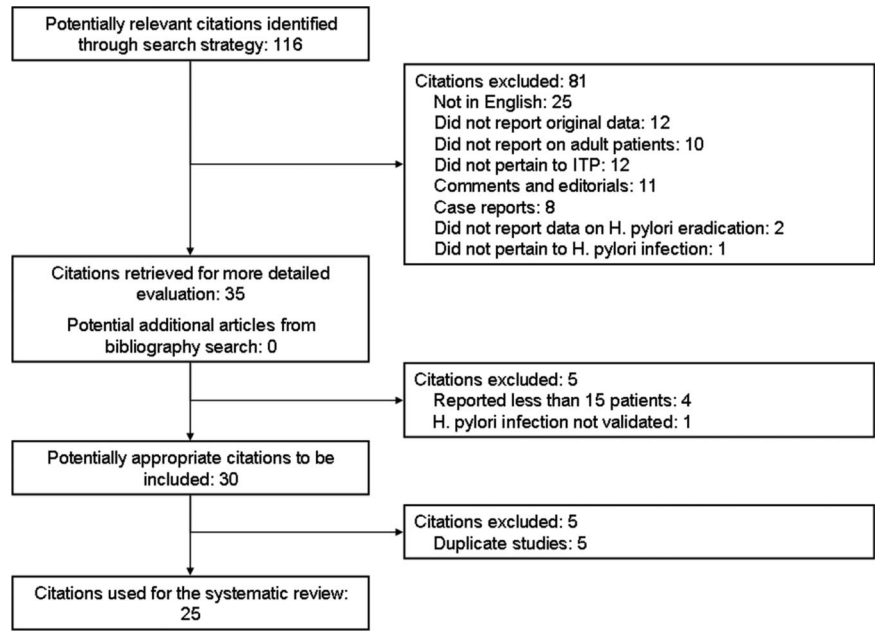 Potentially relevant citations identified
through search strategy: 116
Citations excluded: 81
Not in English: 25
Did not report original data: 12
Did not report on adult patients: 10
Did not pertain to ITP: 12
Comments and editorials: 11
Case reports: 8
Did not report data on H. pylori eradication: 2
Did not pertain to H. pylori infection: 1
Citations retrieved for more detailed
evaluation: 35
Potential additional articles from
bibliography search: 0
Citations excluded: 5
Reported less than 15 patients: 4
H. pylori infection not validated: 1
Potentially appropriate citations to be
included: 30
Citations excluded: 5
Duplicate studies: 5
Citations used for the systematic review:
25